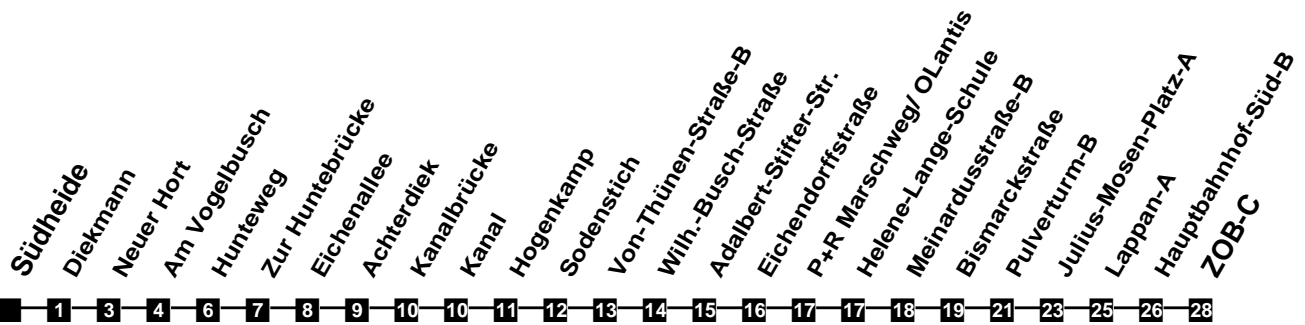 Südheide
Diekmann
Neuer Hort
Am Vogelbusch
Hunteweg
Zur Huntebrücke
Eichenallee
Achterdiek
Kanalbrücke
Kanal
Hogenkamp
Sodenstich
Von-Thünen-Straße-B
Wilh.-Busch-Straße
Adalbert-Stifter-Str.
Eichendorffstraße
P+R Marschweg/ OLantis
Helene-Lange-Schule
Meinardusstraße-B
Bismarckstraße
Pulverturm-B
Julius-Mosen-Platz-A
Lappan-A
Hauptbahnhof-Süd-B
ZOB-C
1 3 4 6 7 8 9 10 10 11 12 13 14 15 16 17 17 18 19 21 23 25 26 28